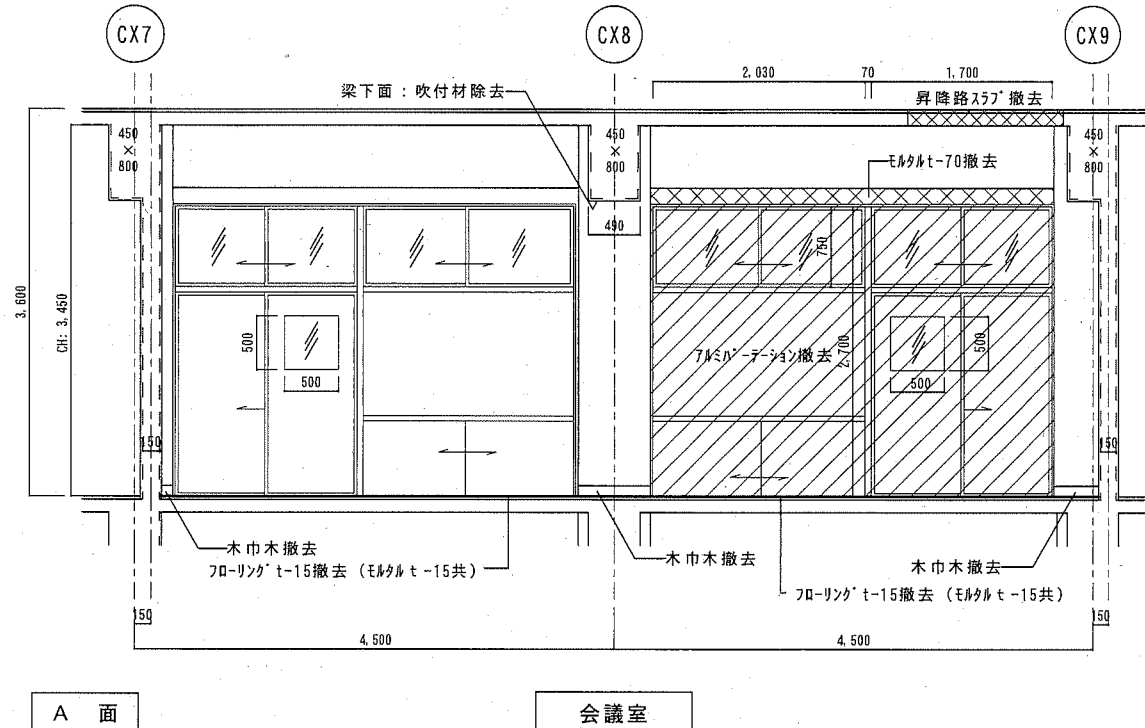 CX7
CX8
CX9
2,030
70
1,700
梁下面：吹付材除去
昇降路ｽﾗﾌﾞ撤去
450
×
800
450
×
800
450
×
800
ﾓﾙﾀﾙt-70撤去
490
750
3,600
CH: 3,450
500
500
ｱﾙﾐﾊﾟｰﾃｰｼｮﾝ撤去
2,700
500
500
150
150
木巾木撤去
ﾌﾛｰﾘﾝｸﾞt-15撤去 (ﾓﾙﾀﾙt-15共)
木巾木撤去
木巾木撤去
ﾌﾛｰﾘﾝｸﾞt-15撤去 (ﾓﾙﾀﾙt-15共)
150
150
4,500
4,500
A 面
会議室